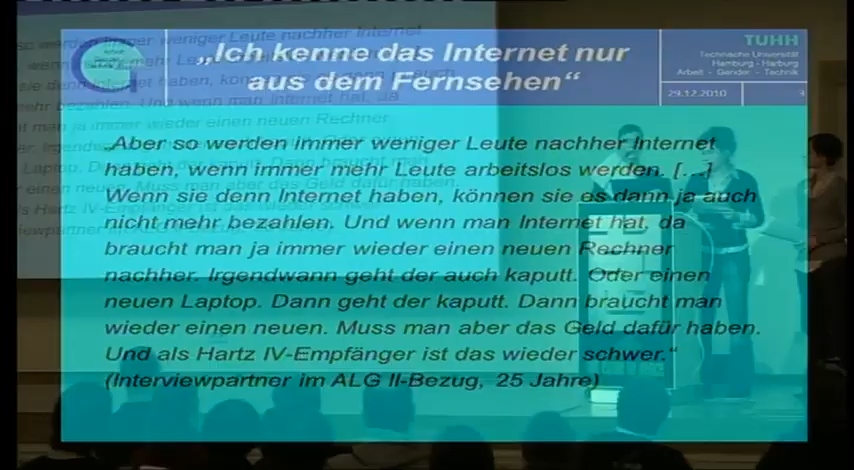 „Ich kenne das Internet nur
aus dem Fernsehen“
TUHH
Technische Universität
Hamburg - Harburg
Arbeit - Gender - Technik
29.12.2010
„Aber so werden immer weniger Leute nachher Internet
haben, wenn immer mehr Leute arbeitslos werden. [...]
Wenn sie denn Internet haben, können sie es dann ja auch
nicht mehr bezahlen. Und wenn man Internet hat, da
braucht man ja immer wieder einen neuen Rechner
nachher. Irgendwann geht der auch kaputt. Oder einen
neuen Laptop. Dann geht der kaputt. Dann braucht man
wieder einen neuen. Muss man aber das Geld dafür haben.
Und als Hartz IV-Empfänger ist das wieder schwer.“
(Interviewpartner im ALG II-Bezug, 25 Jahre)